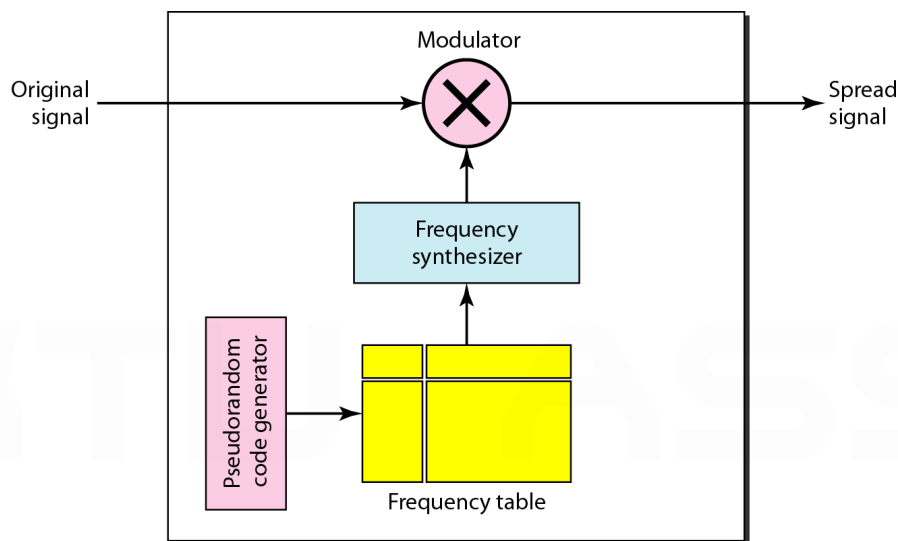 Modulator
Original
signal
Spread
signal
Frequency
synthesizer
Pseudorandom
code generator
Frequency table